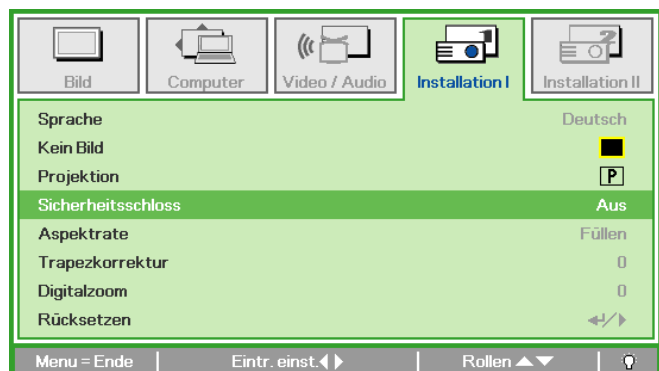 Bild Computer Video / Audio Installation I Installation II
Sprache Deutsch
Kein Bild
Projektion P
Sicherheitsschloss Aus
Aspektrate Füllen
Trapezkorrektur 0
Digitalzoom 0
Rücksetzen
Menu = Ende Eintr. einst. Rollen